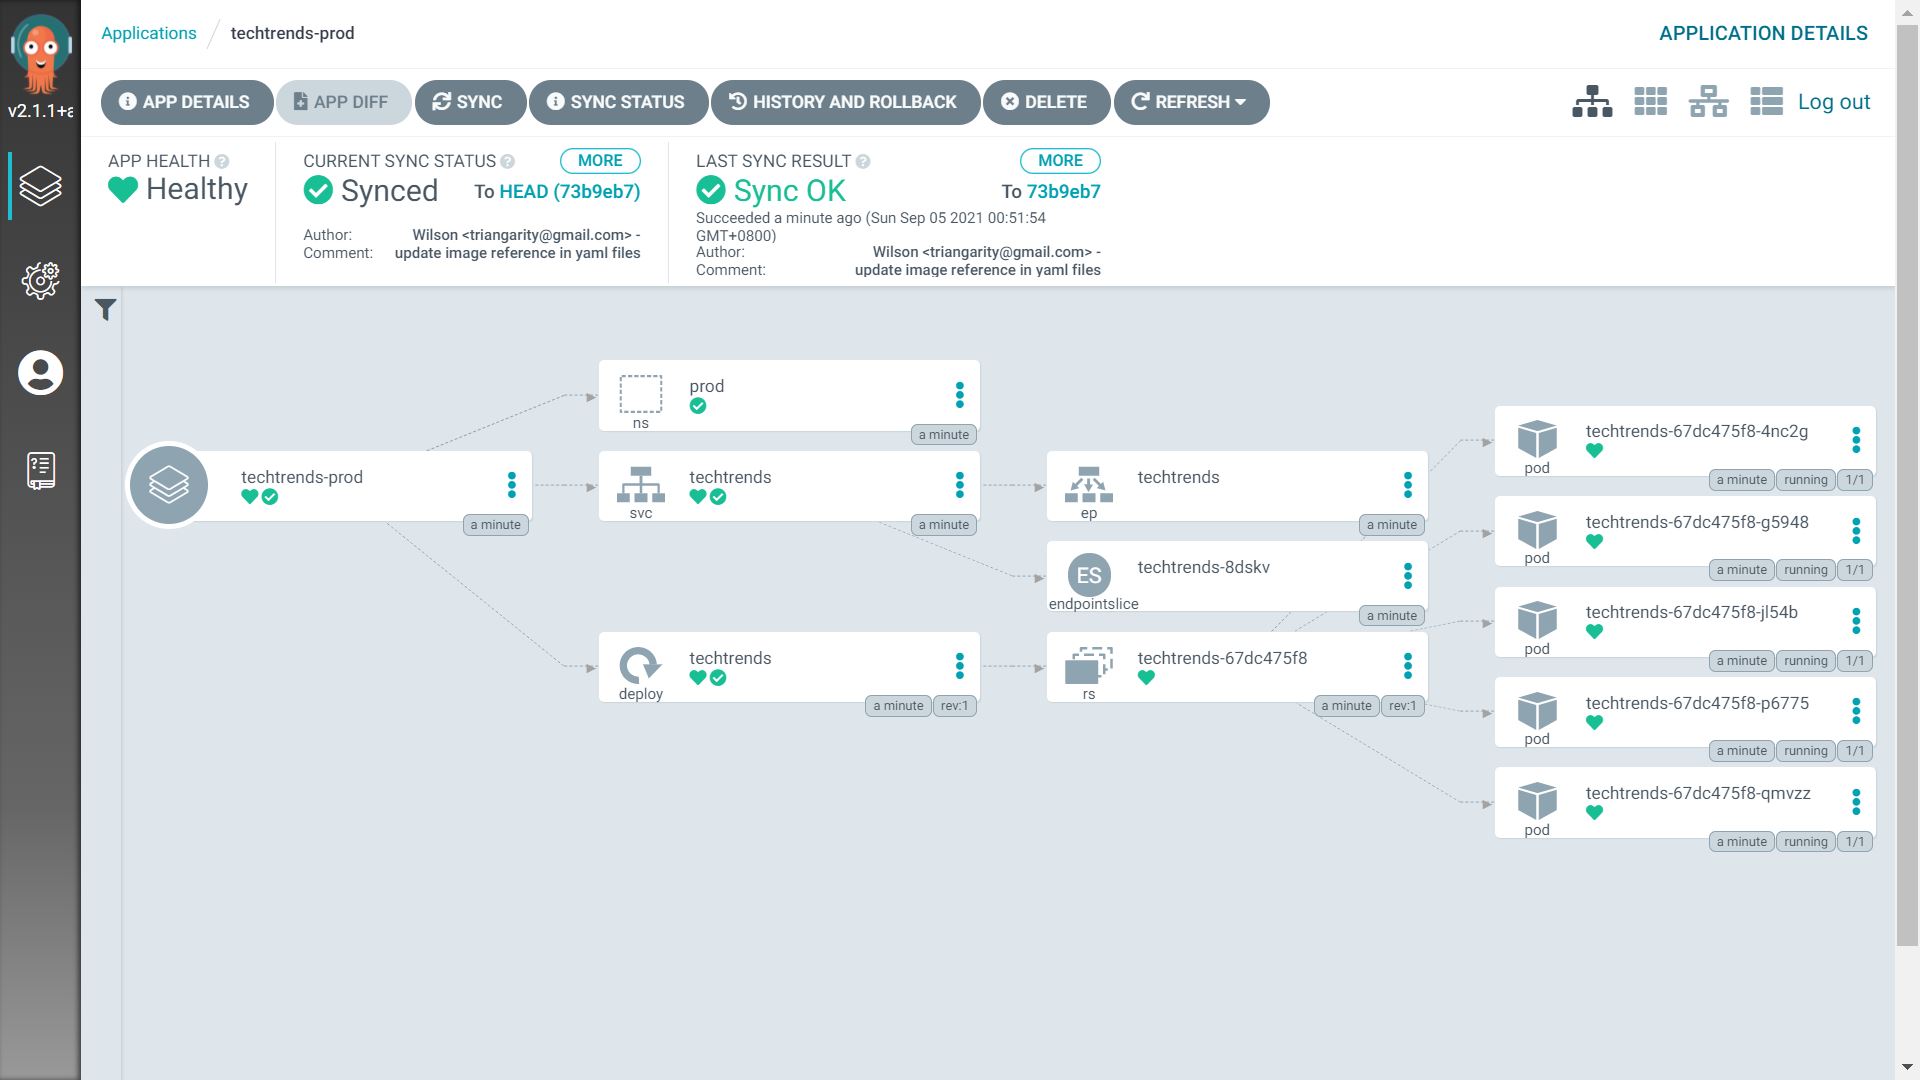 Applications
techtrends-prod
APPLICATION DETAILS
v2.1.1+a
APP DETAILS
APP DIFF
SYNC
SYNC STATUS
HISTORY AND ROLLBACK
DELETE
REFRESH
Log out
APP HEALTH
Healthy
CURRENT SYNC STATUS
MORE
Synced
To HEAD (73b9eb7)
Author: Wilson <triangarity@gmail.com> -
Comment: update image reference in yaml files
LAST SYNC RESULT
MORE
Sync OK
To 73b9eb7
Succeeded a minute ago (Sun Sep 05 2021 00:51:54
GMT+0800)
Author: Wilson <triangarity@gmail.com> -
Comment: update image reference in yaml files
techtrends-prod
a minute
prod
ns
a minute
techtrends
svc
a minute
techtrends
deploy
a minute rev:1
techtrends
ep
a minute
ES
techtrends-8dskv
endpointslice
a minute
techtrends-67dc475f8
rs
a minute rev:1
techtrends-67dc475f8-4nc2g
pod
a minute running 1/1
techtrends-67dc475f8-g5948
pod
a minute running 1/1
techtrends-67dc475f8-jl54b
pod
a minute running 1/1
techtrends-67dc475f8-p6775
pod
a minute running 1/1
techtrends-67dc475f8-qmvzz
pod
a minute running 1/1